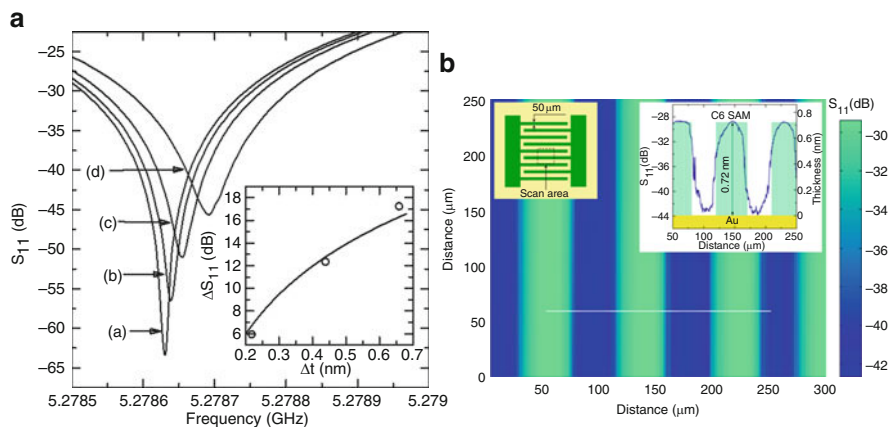 a
−25
−30
−35
−40
−45
−50
−55
−60
−65
S11 (dB)
(d)
(c)
(b)
(a)
18
16
14
12
10
8
6
ΔS11 (dB)
0.2 0.3 0.4 0.5 0.6 0.7
Δt (nm)
5.2785 5.2786 5.2787 5.2788 5.2789 5.279
Frequency (GHz)
b
250
200
150
100
50
0
Distance (μm)
50 μm
Scan area
C6 SAM
−28
−32
−36
−40
−44
S11(dB)
0.72 nm
0.8
0.6
0.4
0.2
0
Thickness (nm)
Au
50 100 150 200 250
Distance (μm)
50 100 150 200 250 300
Distance (μm)
S11(dB)
−30
−32
−34
−36
−38
−40
−42